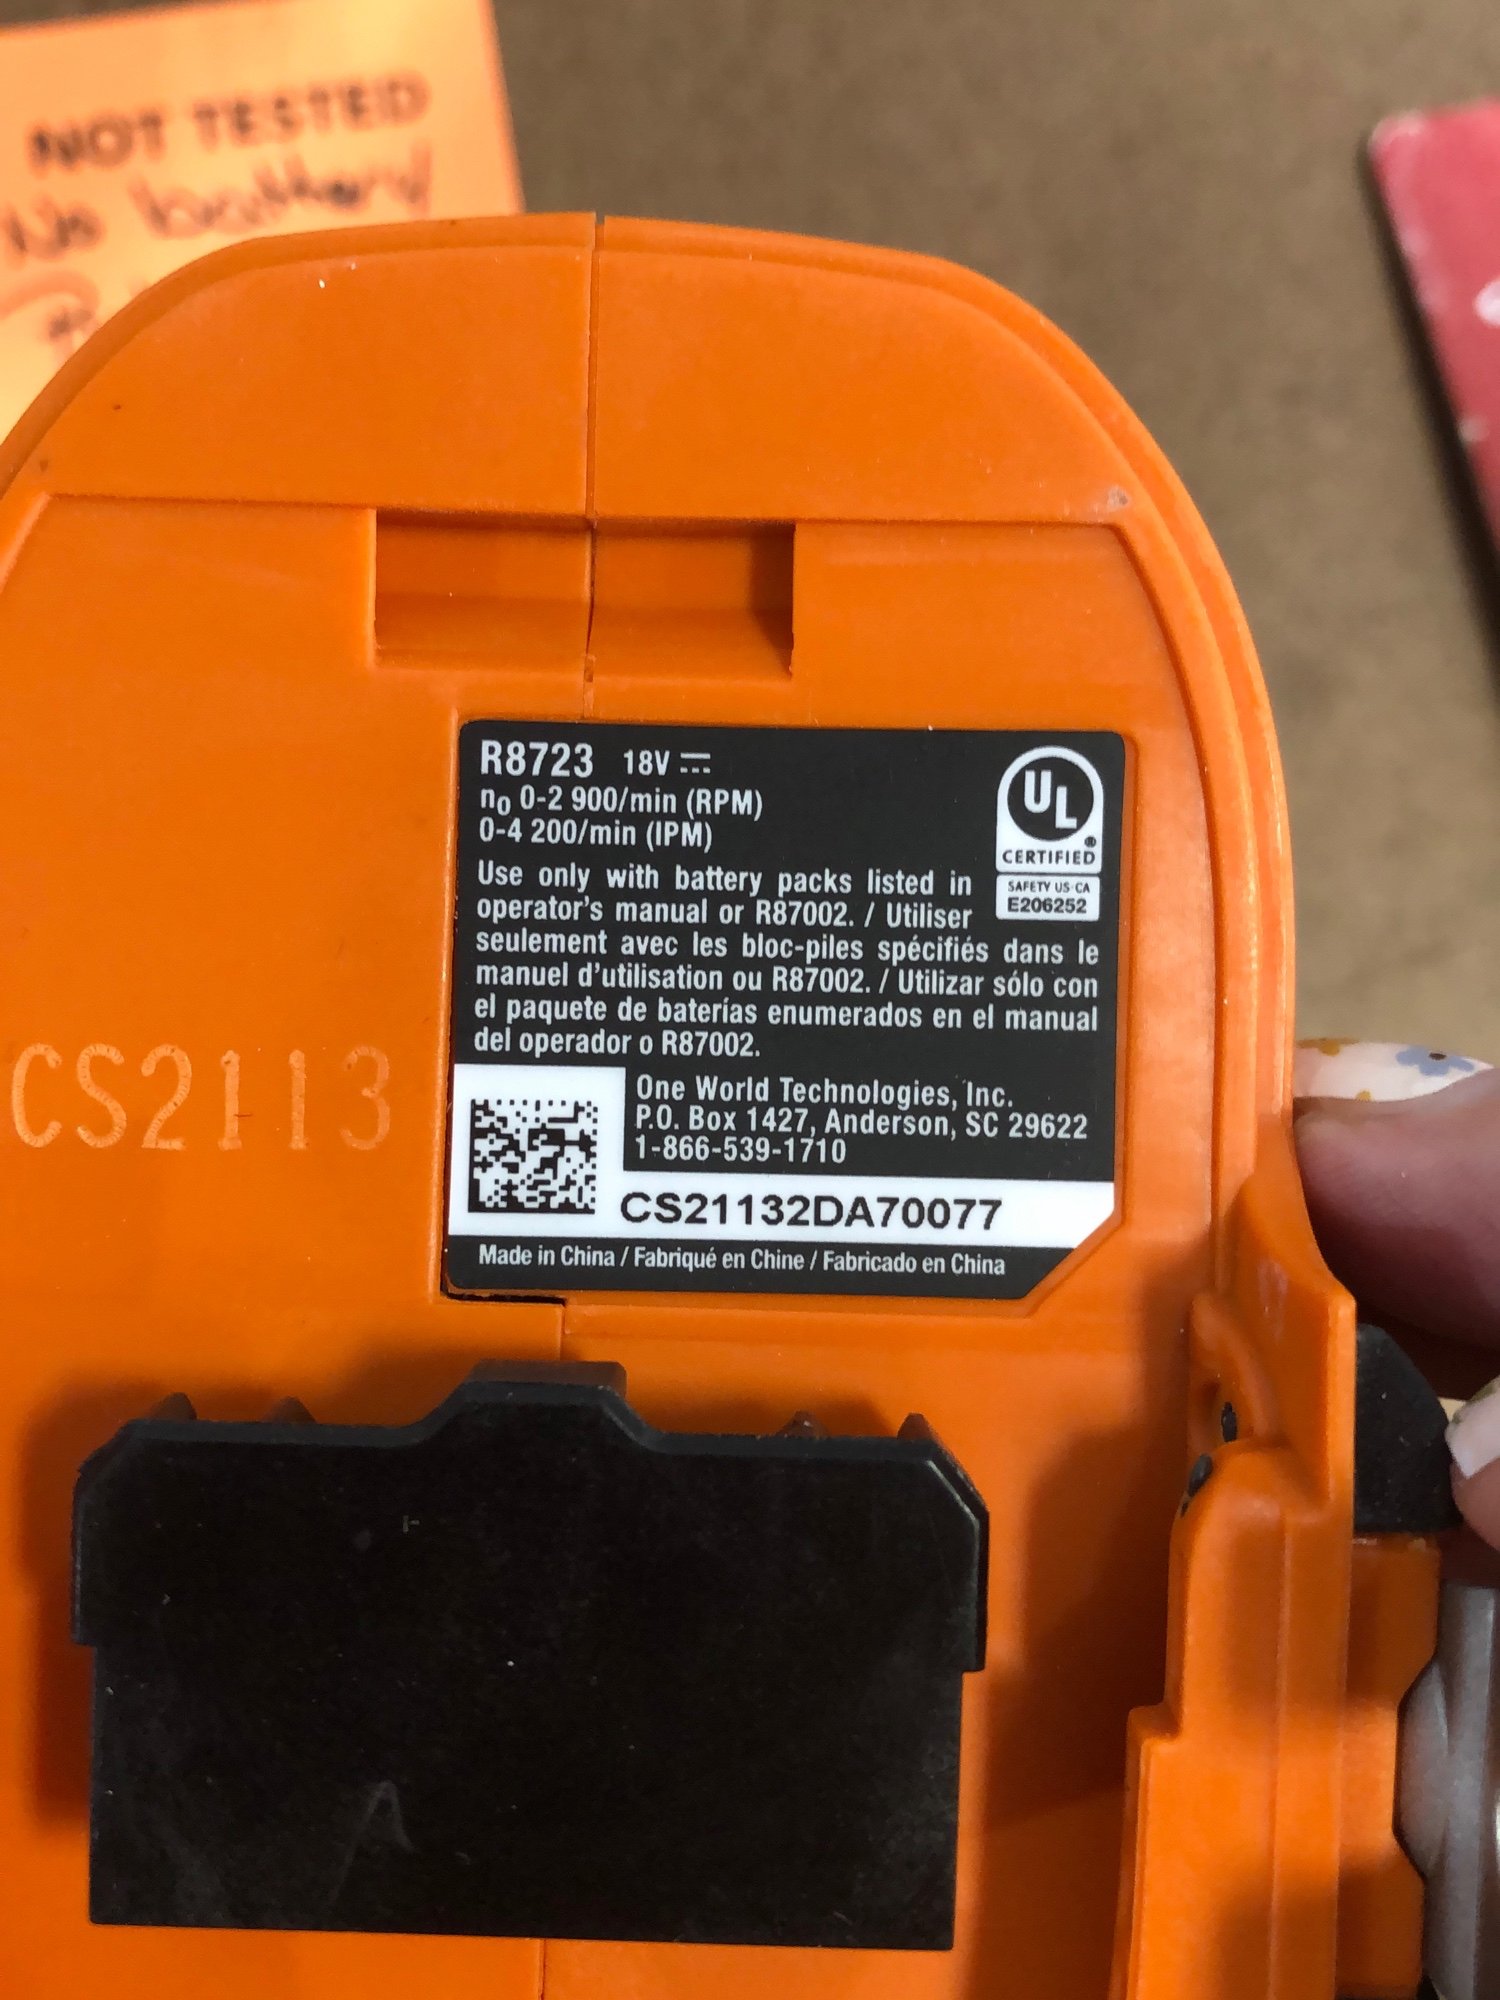 NOT TESTED
No battery
R8723 18V
n₀ 0-2 900/min (RPM)
0-4 200/min (IPM)
UL
®
CERTIFIED
SAFETY US·CA
E206252
Use only with battery packs listed in
operator's manual or R87002. / Utiliser
seulement avec les bloc-piles spécifiés dans le
manuel d'utilisation ou R87002. / Utilizar sólo con
el paquete de baterías enumerados en el manual
del operador o R87002.
CS2113
One World Technologies, Inc.
P.O. Box 1427, Anderson, SC 29622
1-866-539-1710
CS21132DA70077
Made in China / Fabriqué en Chine / Fabricado en China